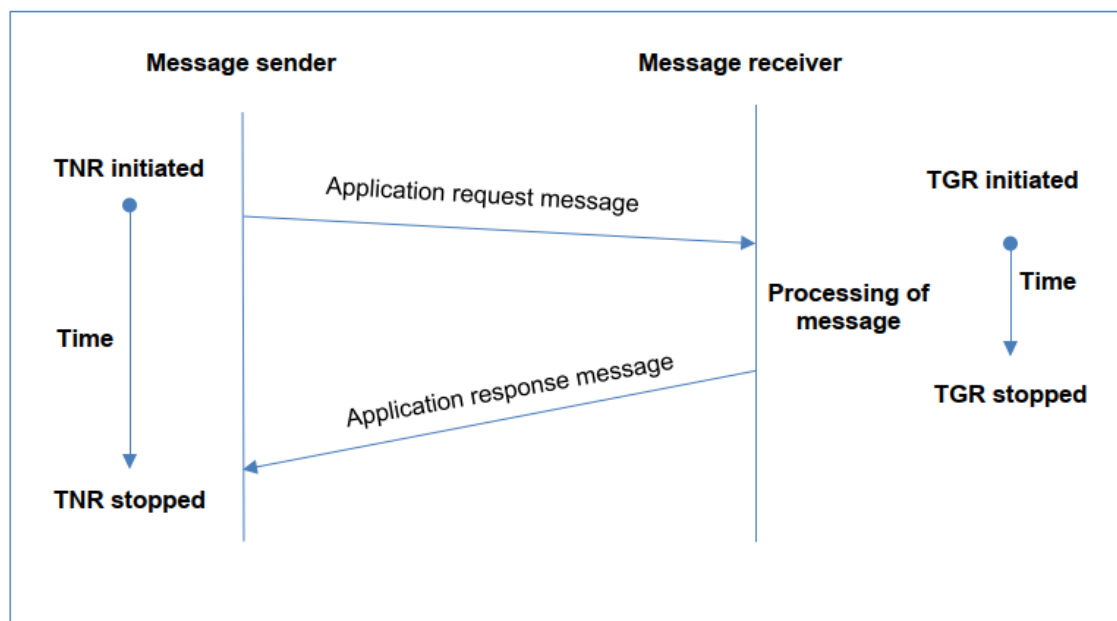 Message sender
Message receiver
TNR initiated
Application request message
TGR initiated
Time
Processing of
message
Time
Application response message
TGR stopped
TNR stopped